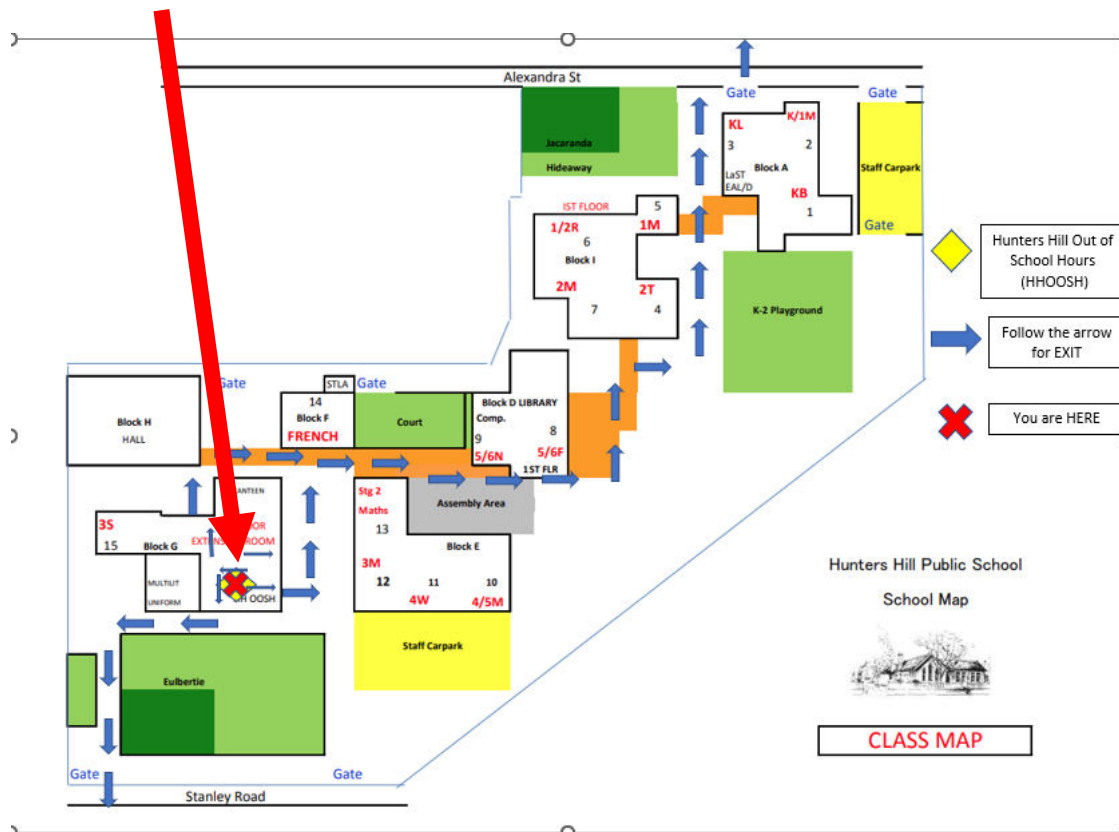 Alexandra St
Gate
Gate
K/1M
KL
3
2
Jacaranda
Block A
Hideaway
LaST
EAL/D
Staff Carpark
KB
1
Gate
IST FLOOR
5
1/2R
1M
6
Block I
2M
2T
7
4
K-2 Playground
Hunters Hill Out of
School Hours
(HHOOSH)
Follow the arrow
for EXIT
You are HERE
Gate
STLA
Gate
Block H
HALL
14
Block F
FRENCH
Court
Block D LIBRARY
Comp.
9
8
5/6N
5/6F
1ST FLR
Stg 2
Maths
Assembly Area
13
3S
15
Block G
Block E
3M
12
11
10
4W
4/5M
MULTIUT
UNIFORM
OOSH
Staff Carpark
Eulbertie
Gate
Gate
Stanley Road
Hunters Hill Public School
School Map
CLASS MAP